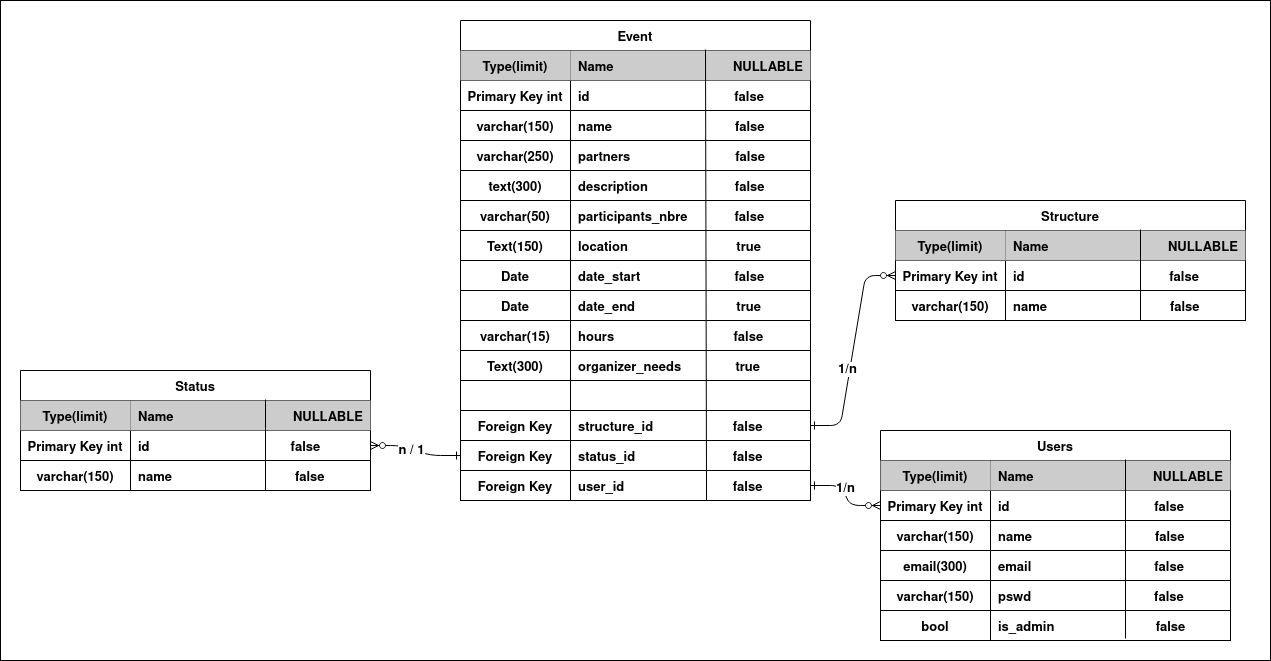 Event
Type(limit) Name NULLABLE
Primary Key int id false
varchar(150) name false
varchar(250) partners false
text(300) description false
varchar(50) participants_nbre false
Text(150) location true
Date date_start false
Date date_end true
varchar(15) hours false
Text(300) organizer_needs true
Foreign Key structure_id false
Foreign Key status_id false
Foreign Key user_id false
Structure
Type(limit) Name NULLABLE
Primary Key int id false
varchar(150) name false
1/n
Status
Type(limit) Name NULLABLE
Primary Key int id false
varchar(150) name false
n / 1
1/n
Users
Type(limit) Name NULLABLE
Primary Key int id false
varchar(150) name false
email(300) email false
varchar(150) pswd false
bool is_admin false